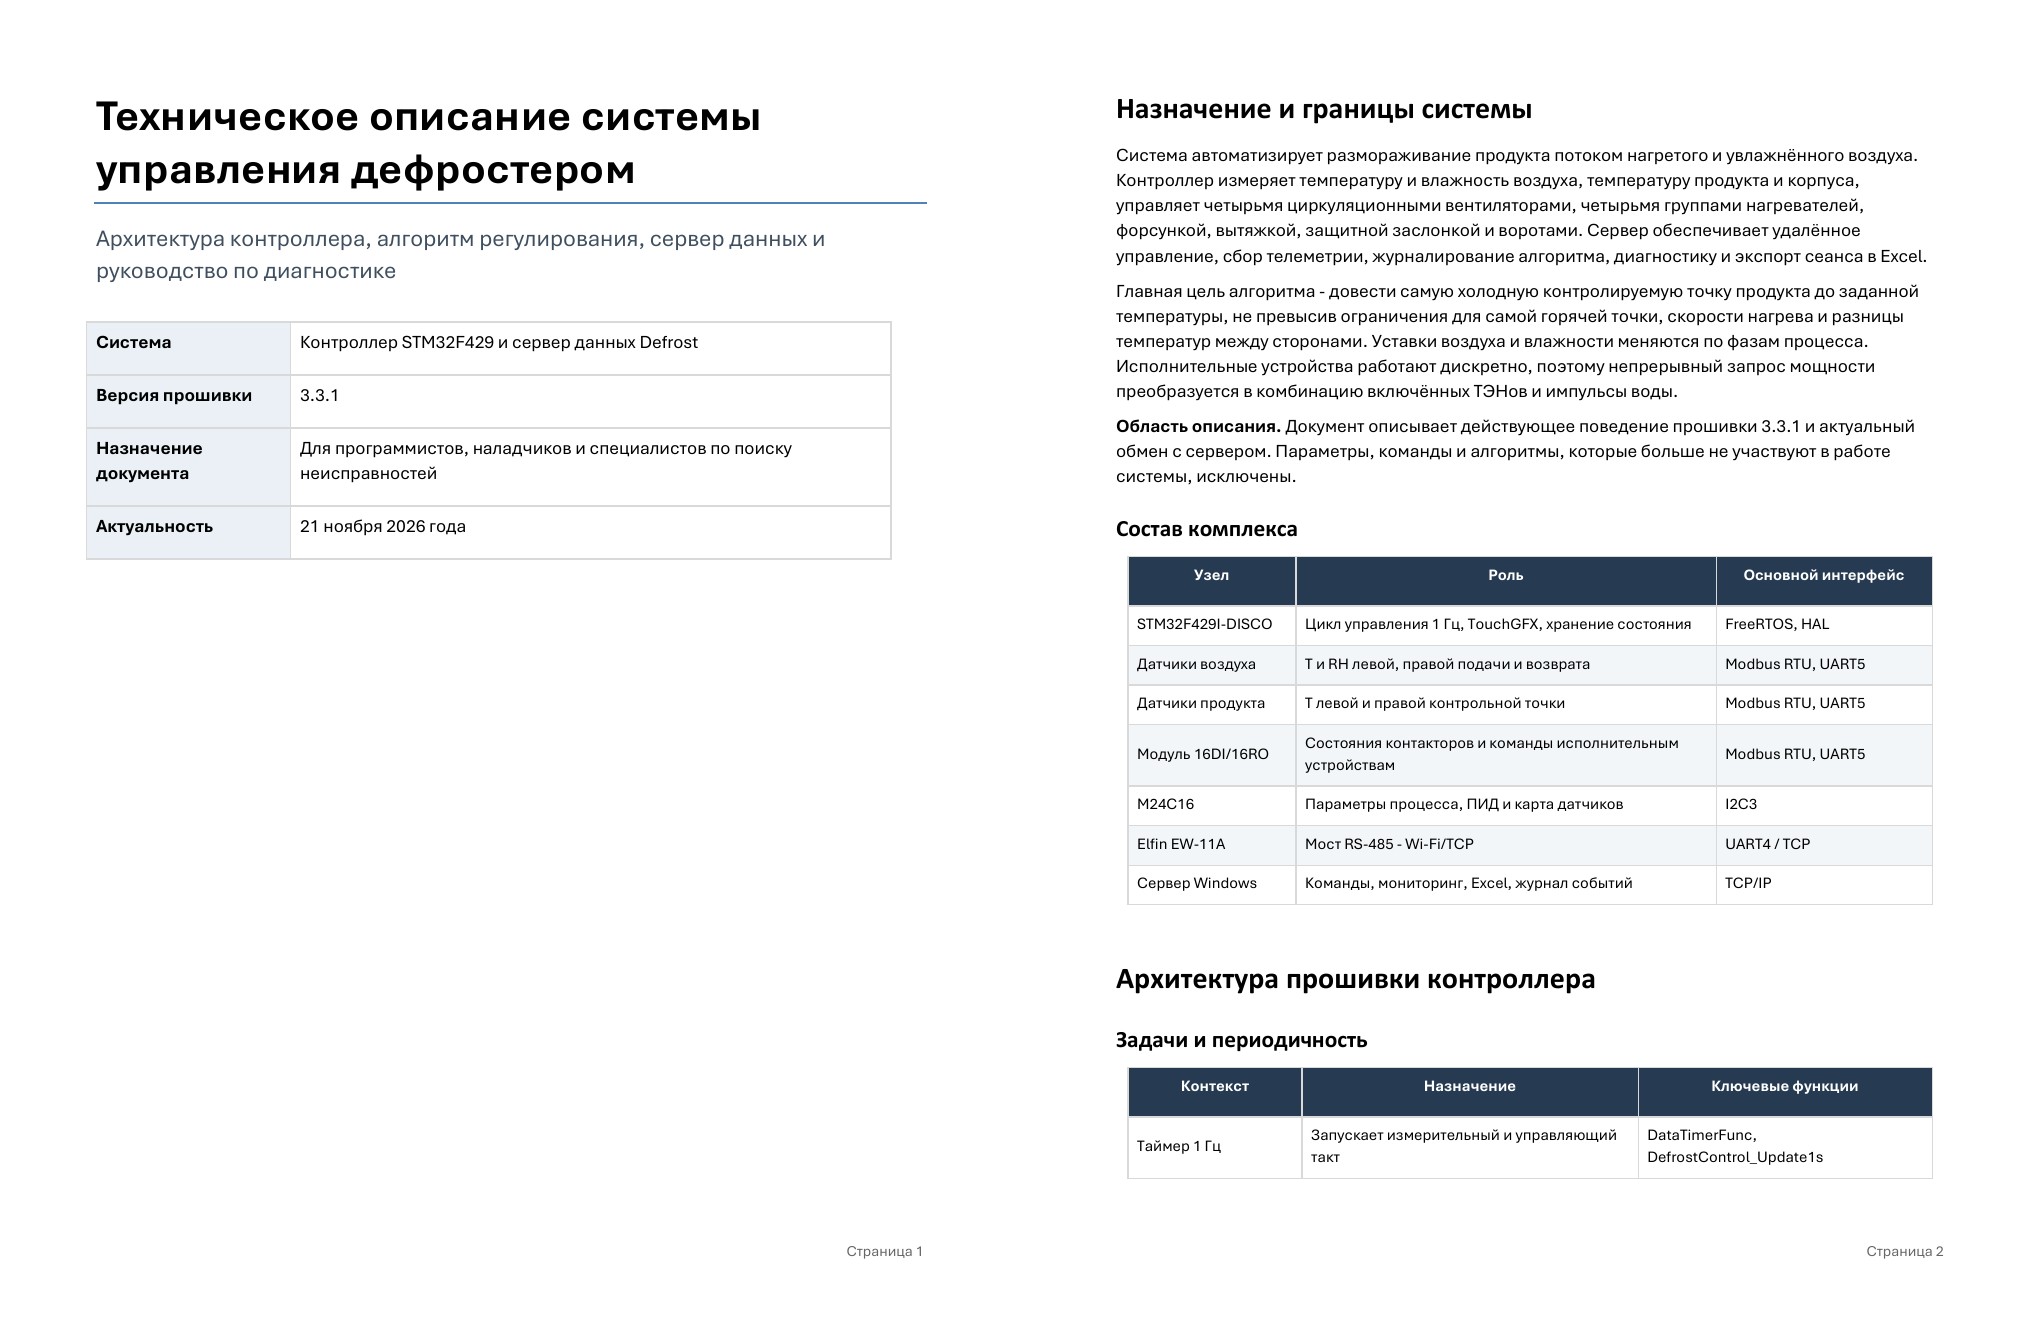 Техническое описание системы
управления дефростером
Архитектура контроллера, алгоритм регулирования, сервер данных и
руководство по диагностике
Система
Контроллер STM32F429 и сервер данных Defrost
Версия прошивки
3.3.1
Назначение
документа
Для программистов, наладчиков и специалистов по поиску
неисправностей
Актуальность
21 ноября 2026 года
Страница 1
Назначение и границы системы
Система автоматизирует размораживание продукта потоком нагретого и увлажнённого воздуха.
Контроллер измеряет температуру и влажность воздуха, температуру продукта и корпуса,
управляет четырьмя циркуляционными вентиляторами, четырьмя группами нагревателей,
форсункой, вытяжкой, защитной заслонкой и воротами. Сервер обеспечивает удалённое
управление, сбор телеметрии, журналирование алгоритма, диагностику и экспорт сеанса в Excel.
Главная цель алгоритма - довести самую холодную контролируемую точку продукта до заданной
температуры, не превысив ограничения для самой горячей точки, скорости нагрева и разницы
температур между сторонами. Уставки воздуха и влажности меняются по фазам процесса.
Исполнительные устройства работают дискретно, поэтому непрерывный запрос мощности
преобразуется в комбинацию включённых ТЭНов и импульсы воды.
Область описания. Документ описывает действующее поведение прошивки 3.3.1 и актуальный
обмен с сервером. Параметры, команды и алгоритмы, которые больше не участвуют в работе
системы, исключены.
Состав комплекса
Узел
Роль
Основной интерфейс
STM32F429I-DISCO
Цикл управления 1 Гц, TouchGFX, хранение состояния
FreeRTOS, HAL
Датчики воздуха
T и RH левой, правой подачи и возврата
Modbus RTU, UART5
Датчики продукта
T левой и правой контрольной точки
Modbus RTU, UART5
Модуль 16DI/16RO
Состояния контакторов и команды исполнительным
устройствам
Modbus RTU, UART5
M24C16
Параметры процесса, ПИД и карта датчиков
I2C3
Elfin EW-11A
Мост RS-485 - Wi-Fi/TCP
UART4 / TCP
Сервер Windows
Команды, мониторинг, Excel, журнал событий
TCP/IP
Архитектура прошивки контроллера
Задачи и периодичность
Контекст
Назначение
Ключевые функции
Таймер 1 Гц
Запускает измерительный и управляющий
такт
DataTimerFunc,
DefrostControl_Update1s
Страница 2